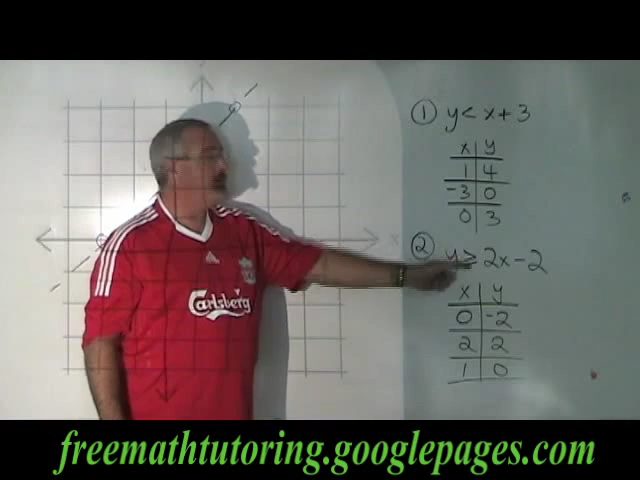 ① y < x + 3
x y
1 4
-3 0
0 3
② y ≥ 2x - 2
x y
0 -2
2 2
1 0
x
Carlsberg
freemathtutoring.googlepages.com